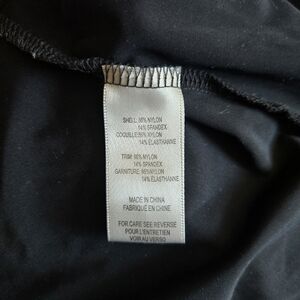 SHELL: 86% NYLON
14% SPANDEX
COQUILLE: 86% NYLON
14% ÉLASTHANNE
TRIM: 86% NYLON
14% SPANDEX
GARNITURE: 86% NYLON
14% ÉLASTHANNE
MADE IN CHINA
FABRIQUÉ EN CHINE
FOR CARE SEE REVERSE
POUR L'ENTRETIEN
VOIR AU VERSO